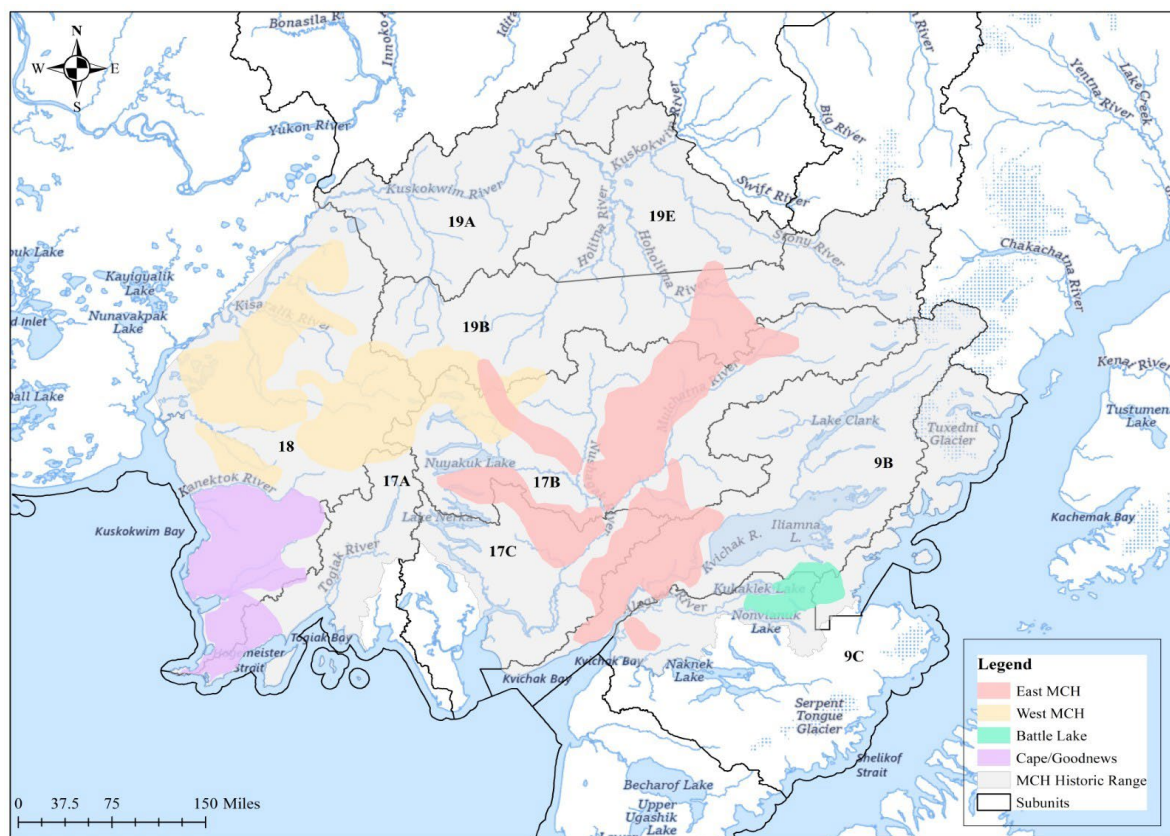 Bonasila R.
Innoko R
Yukon River
N
W E
S
Big River
Yentna River
Lake Creek
Kuskokwim River
Kuskokwim River
Swift River
19A
19E
Holitna River
Hoholitna River
Stony River
Chakachatna River
Kayigyalik
Lake
Nunavakpak
Lake
Kisaralik River
19B
Mulchatna River
Lake Clark
Tuxedni
Glacier
Kenai River
Tustumena
Lake
18
17A
Nuyakuk Lake
17B
9B
Kanektok River
Kuskokwim Bay
Lake Nerka
17C
Iliamna
L.
Kvichak R.
Kachemak Bay
Togiak River
Kukaklek Lake
Nonvianuk
Lake
Togiak Bay
Strait
Kvichak Bay
Kvichak Bay
Naknek
Lake
9C
Serpent
Tongue
Glacier
Shelikof
Strait
Becharof Lake
Upper
Ugashik
Lake
Legend
East MCH
West MCH
Battle Lake
Cape/Goodnews
MCH Historic Range
Subunits
0 37.5 75 150 Miles